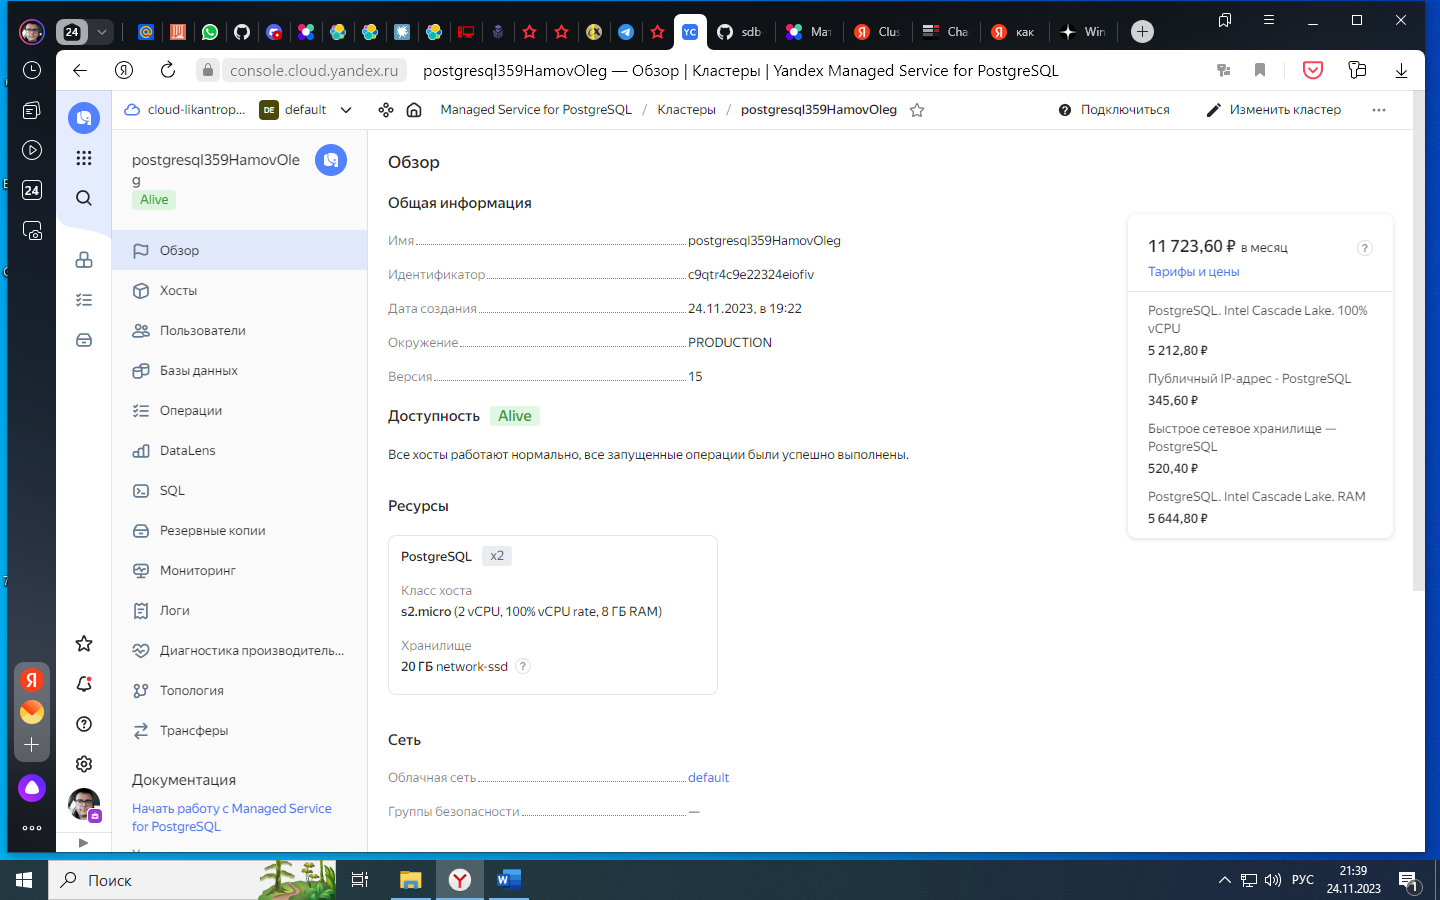 24
@
YC
sdb
Мат
Clus
Cha
как
Win
Я
console.cloud.yandex.ru
postgresql359HamovOleg — Обзор | Кластеры | Yandex Managed Service for PostgreSQL
cloud-likantrop...
DE
default
Managed Service for PostgreSQL / Кластеры / postgresql359HamovOleg
Подключиться
Изменить кластер
24
postgresql359HamovOle
g
Alive
Обзор
Хосты
Пользователи
Базы данных
Операции
DataLens
SQL
Резервные копии
Мониторинг
Логи
Диагностика производитель...
Топология
Трансферы
Документация
Начать работу с Managed Service
for PostgreSQL
Обзор
Общая информация
Имя postgresql359HamovOleg
Идентификатор c9qtr4c9e22324eiofiv
Дата создания 24.11.2023, в 19:22
Окружение PRODUCTION
Версия 15
Доступность Alive
Все хосты работают нормально, все запущенные операции были успешно выполнены.
Ресурсы
PostgreSQL x2
Класс хоста
s2.micro (2 vCPU, 100% vCPU rate, 8 ГБ RAM)
Хранилище
20 ГБ network-ssd ?
Сеть
Облачная сеть default
Группы безопасности —
11 723,60 ₽ в месяц ?
Тарифы и цены
PostgreSQL. Intel Cascade Lake. 100%
vCPU
5 212,80 ₽
Публичный IP-адрес - PostgreSQL
345,60 ₽
Быстрое сетевое хранилище —
PostgreSQL
520,40 ₽
PostgreSQL. Intel Cascade Lake. RAM
5 644,80 ₽
Я
Поиск
РУС
21:39
24.11.2023
1